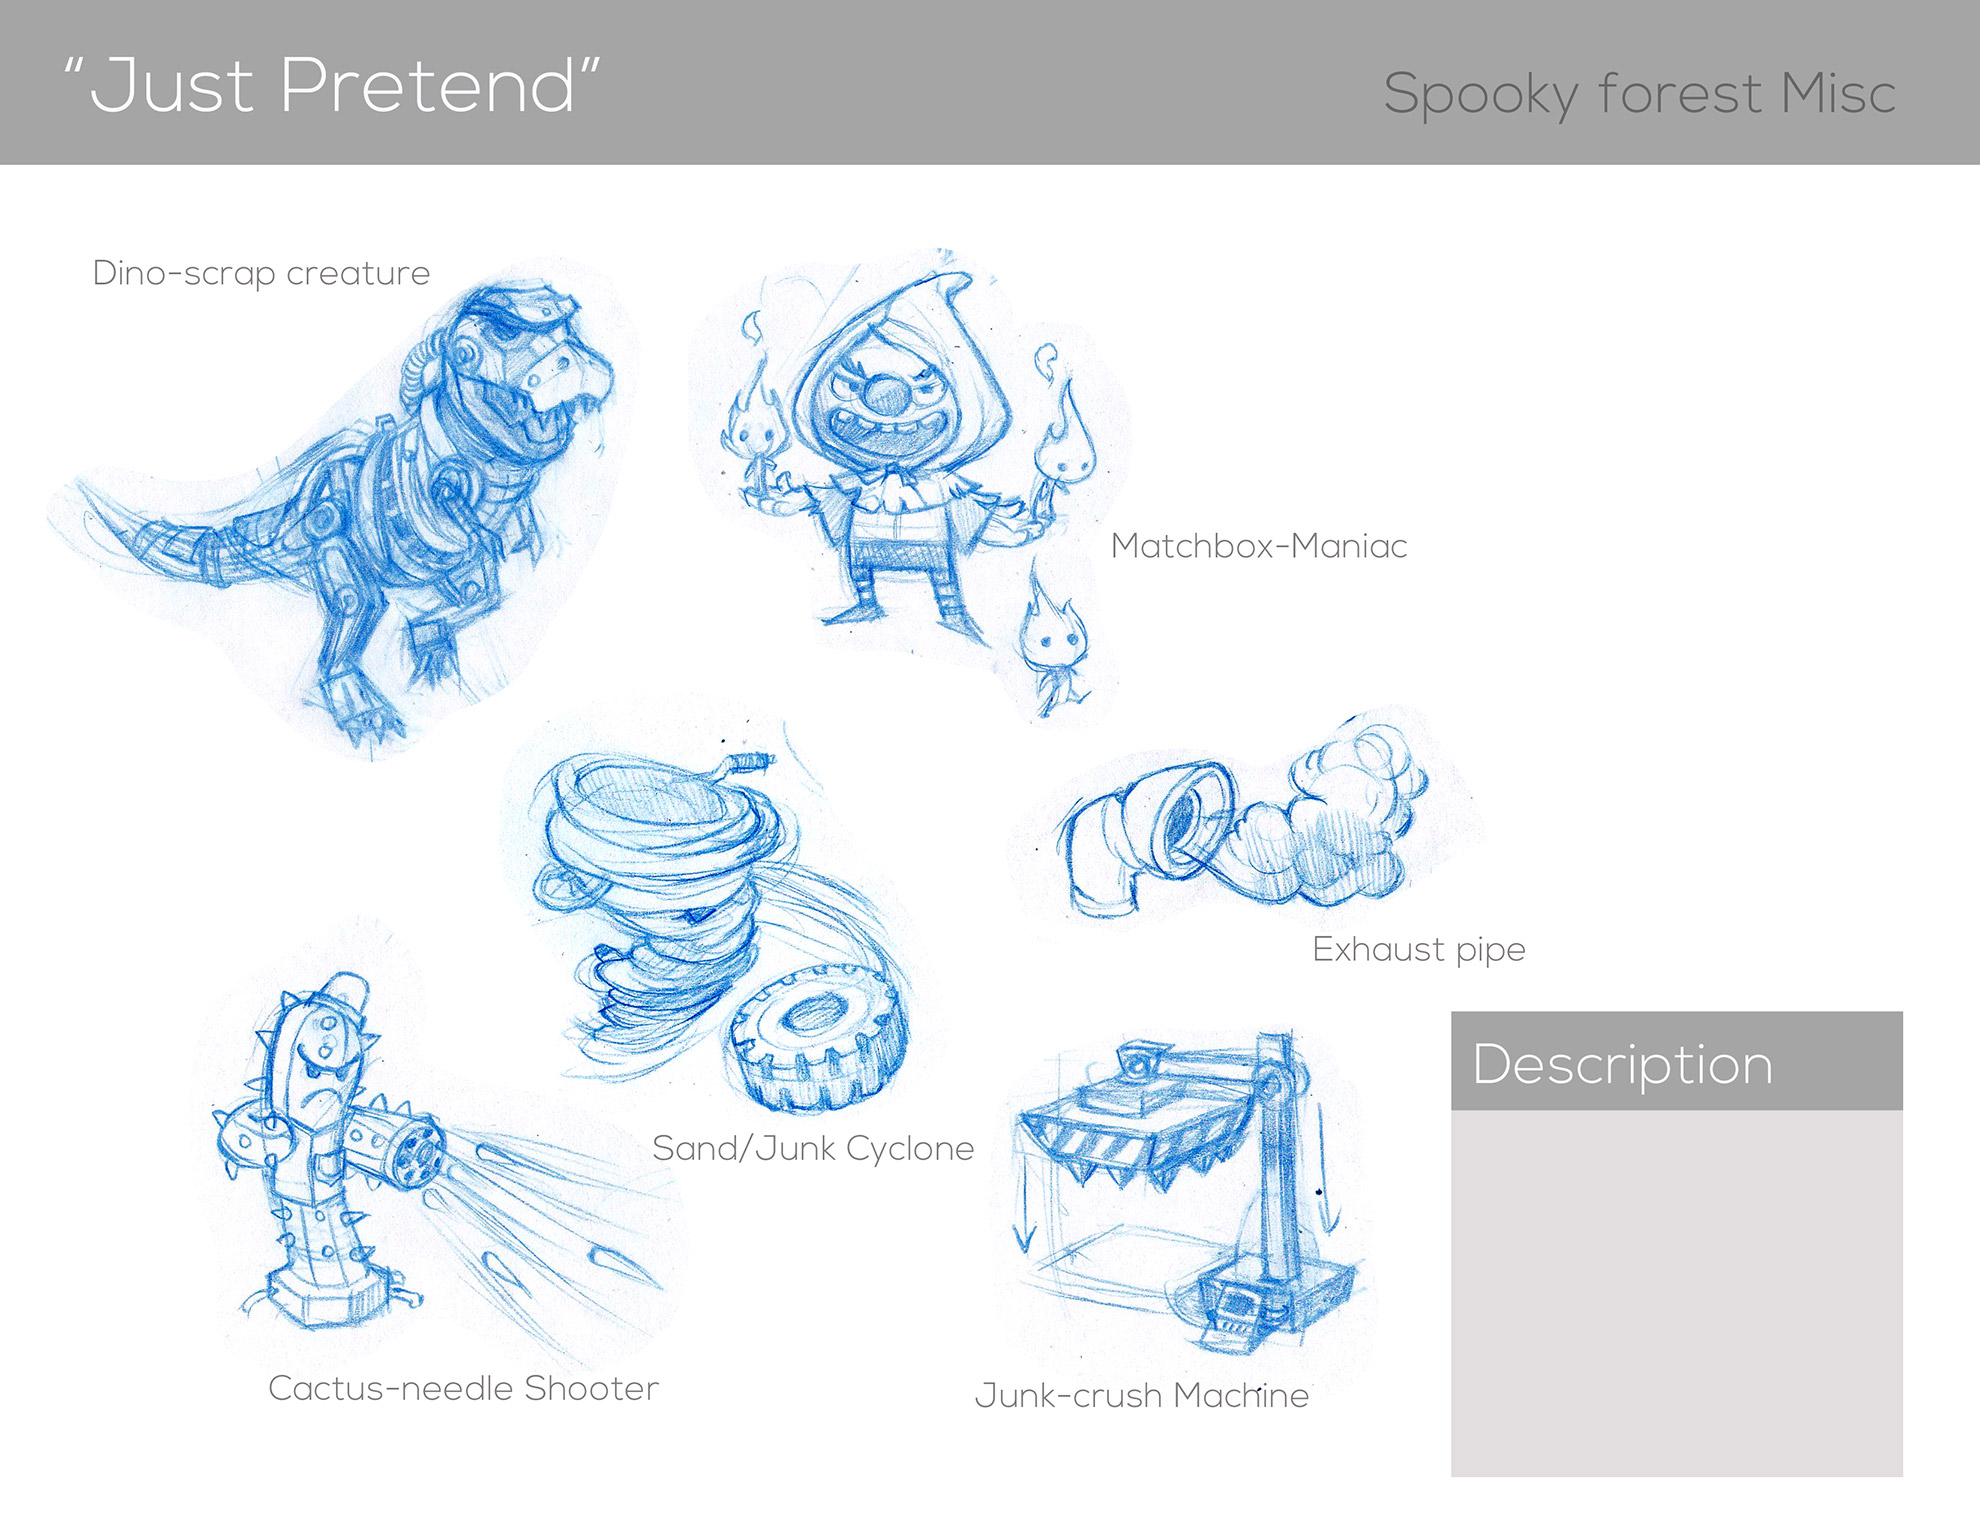 “Just Pretend”
Spooky forest Misc
Dino-scrap creature
Matchbox-Maniac
Exhaust pipe
Sand/Junk Cyclone
Cactus-needle Shooter
Junk-crush Machine
Description